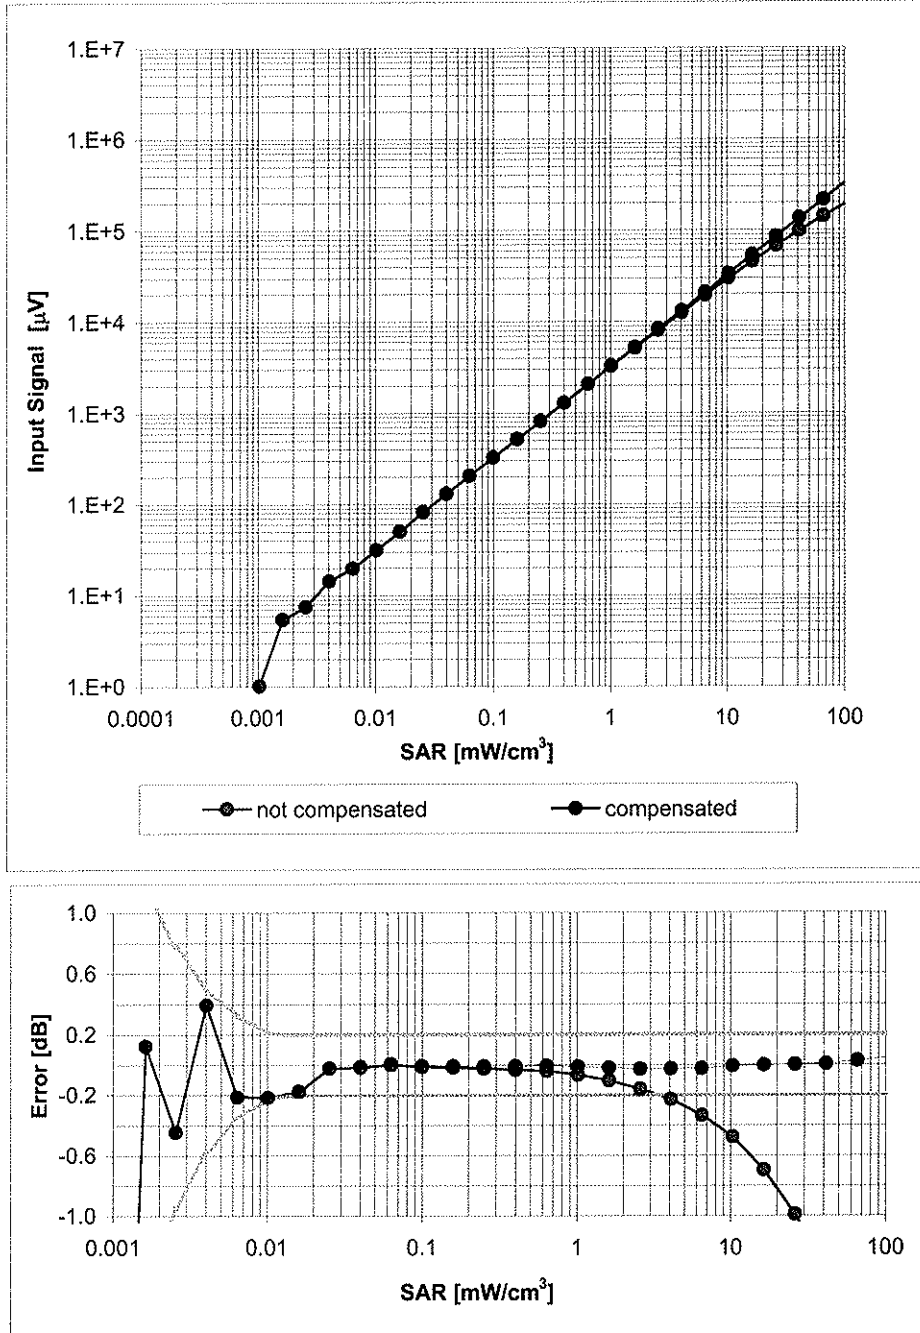 1.E+7
1.E+6
1.E+5
1.E+4
1.E+3
1.E+2
1.E+1
1.E+0
Input Signal [µV]
0.0001 0.001 0.01 0.1 1 10 100
SAR [mW/cm³]
not compensated compensated
1.0
0.6
0.2
-0.2
-0.6
-1.0
Error [dB]
0.001 0.01 0.1 1 10 100
SAR [mW/cm³]